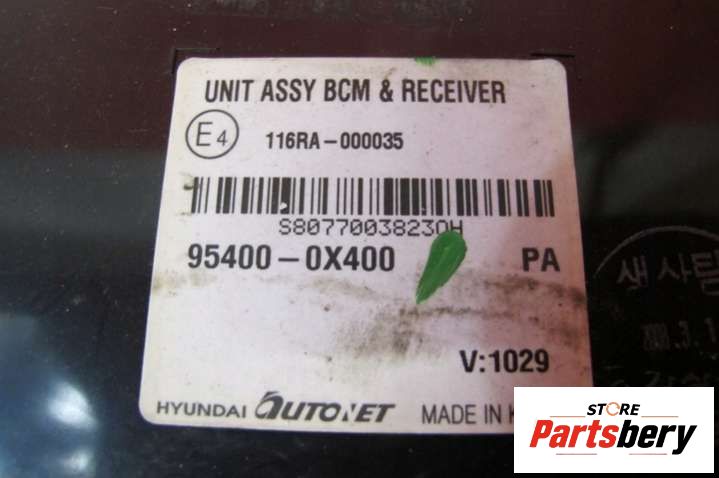 UNIT ASSY BCM & RECEIVER
E4 116RA-000035
S80770038230H
95400-0X400 PA
V:1029
HYUNDAI AUTONET MADE IN K
STORE
Partsbery